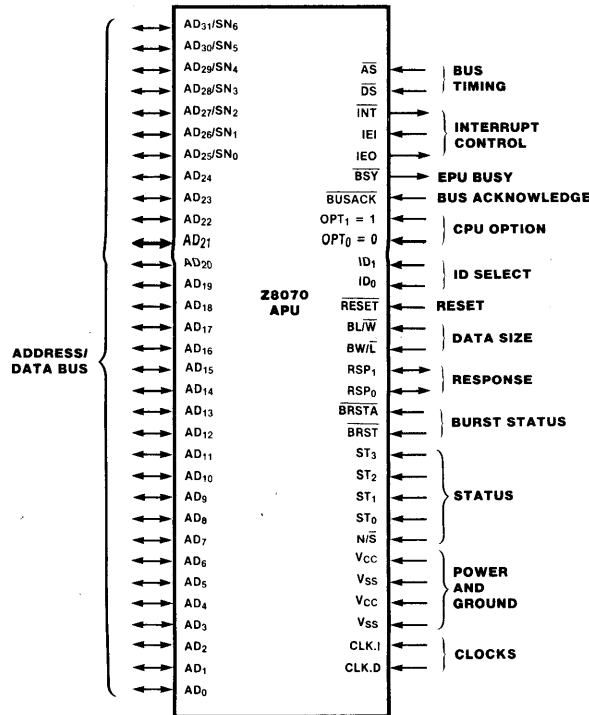 AD31/SN6
AD30/SN5
AD29/SN4
AD28/SN3
AD27/SN2
AD26/SN1
AD25/SN0
AD24
AD23
AD22
AD21
AD20
AD19
AD18
AD17
AD16
AD15
AD14
AD13
AD12
AD11
AD10
AD9
AD8
AD7
AD6
AD5
AD4
AD3
AD2
AD1
AD0
ADDRESS/
DATA BUS
Z8070
APU
AS
DS
INT
IEI
IEO
BSY
BUSACK
OPT1 = 1
OPT0 = 0
ID1
ID0
RESET
BL/W
BW/L
RSP1
RSP0
BRSTA
BRST
ST3
ST2
ST1
ST0
N/S
VCC
VSS
VCC
VSS
CLK.I
CLK.D
BUS
TIMING
INTERRUPT
CONTROL
EPU BUSY
BUS ACKNOWLEDGE
CPU OPTION
ID SELECT
RESET
DATA SIZE
RESPONSE
BURST STATUS
STATUS
POWER
AND
GROUND
CLOCKS